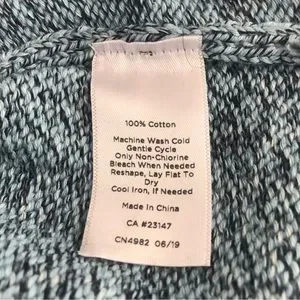 100% Cotton
Machine Wash Cold
Gentle Cycle
Only Non-Chlorine
Bleach When Needed
Reshape, Lay Flat To
Dry
Cool Iron, If Needed
Made In China
CA #23147
CN4982 06/19